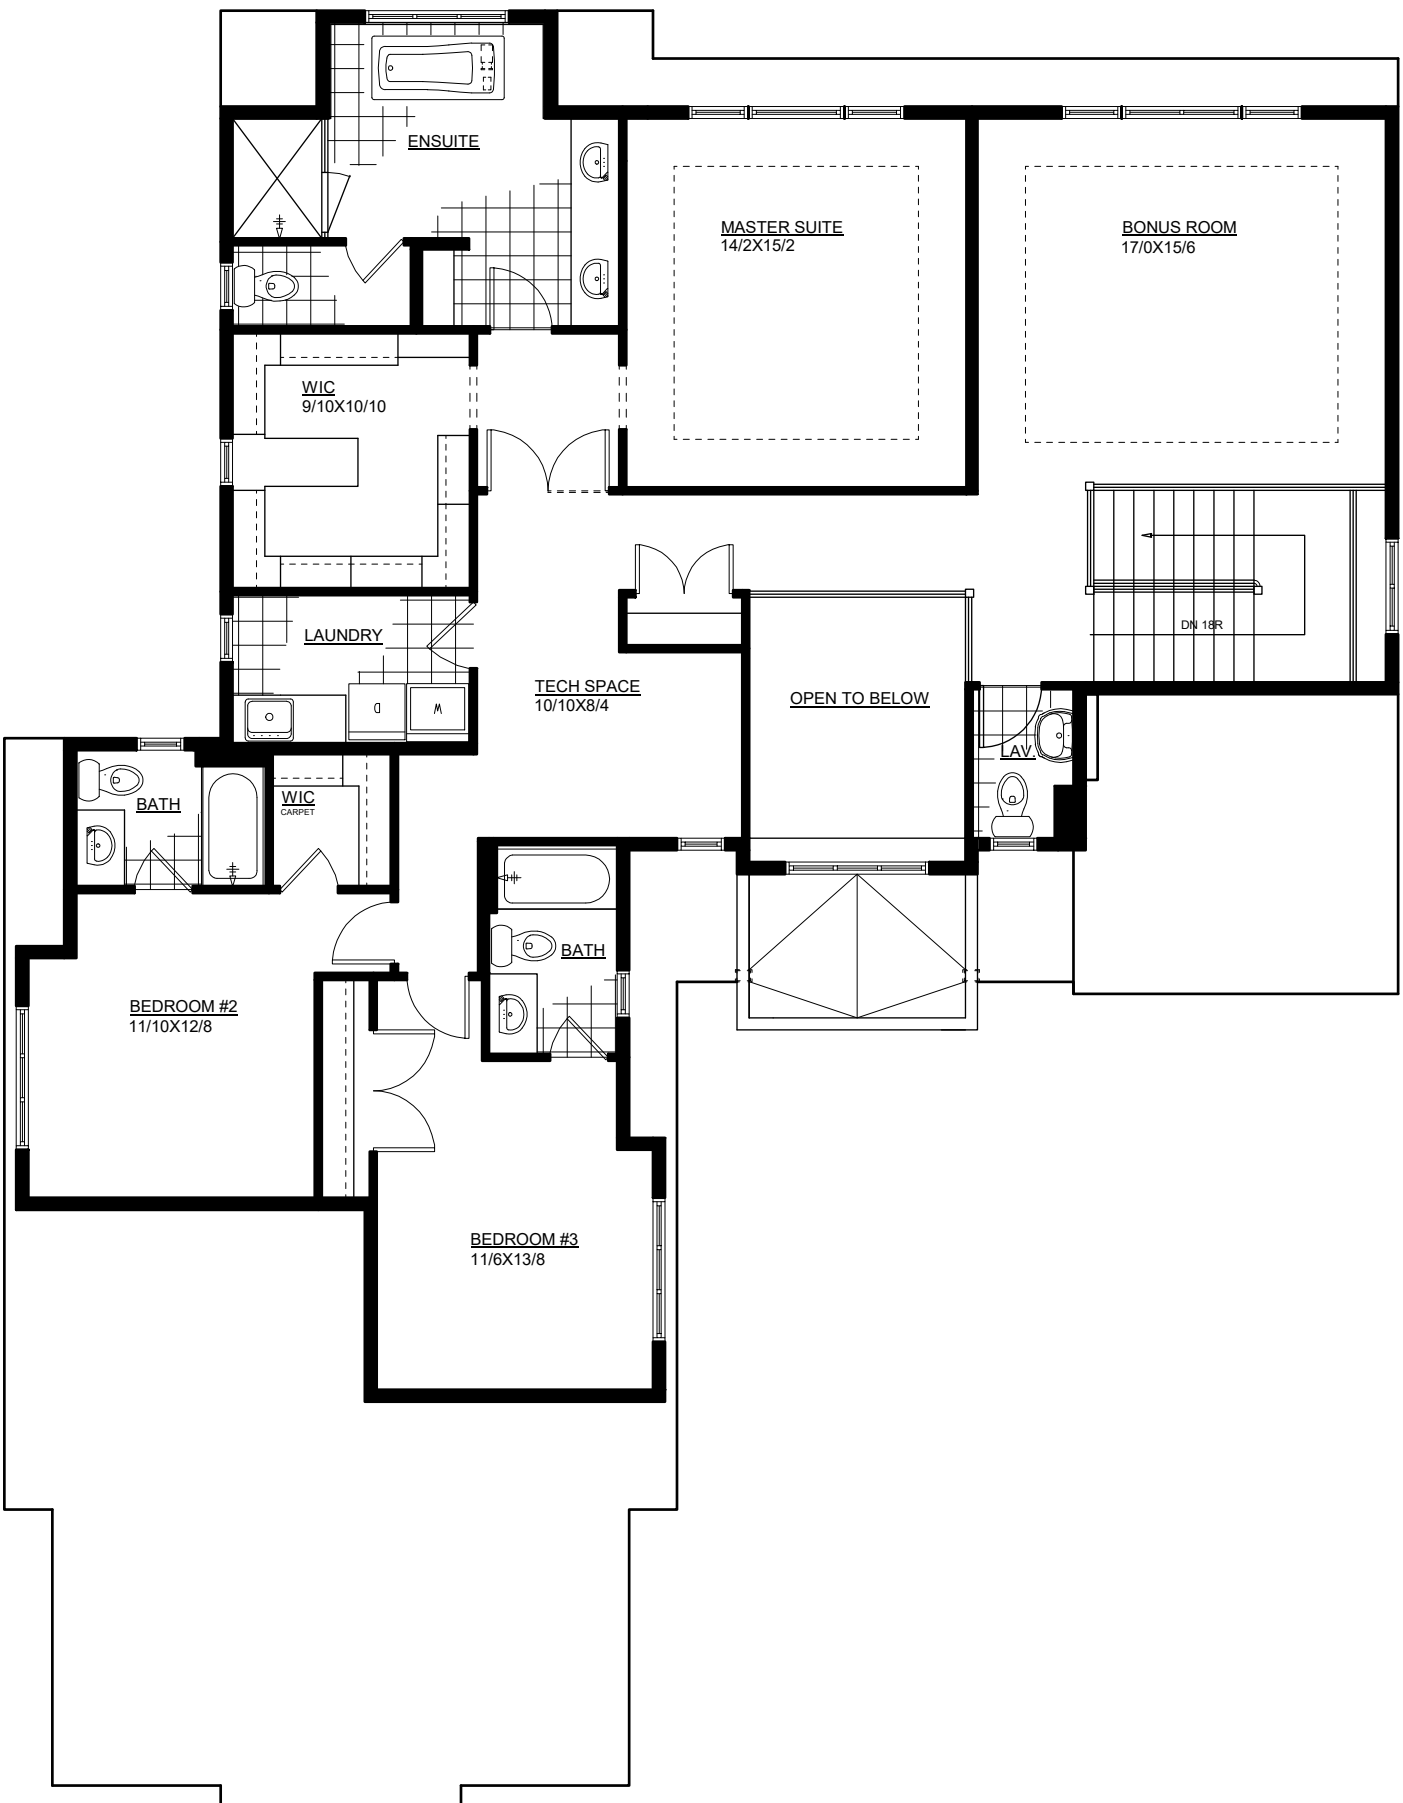 ENSUITE
MASTER SUITE
14/2X15/2
BONUS ROOM
17/0X15/6
WIC
9/10X10/10
LAUNDRY
DN 18R
TECH SPACE
10/10X8/4
OPEN TO BELOW
D
W
LAV.
BATH
WIC
CARPET
BATH
BEDROOM #2
11/10X12/8
BEDROOM #3
11/6X13/8